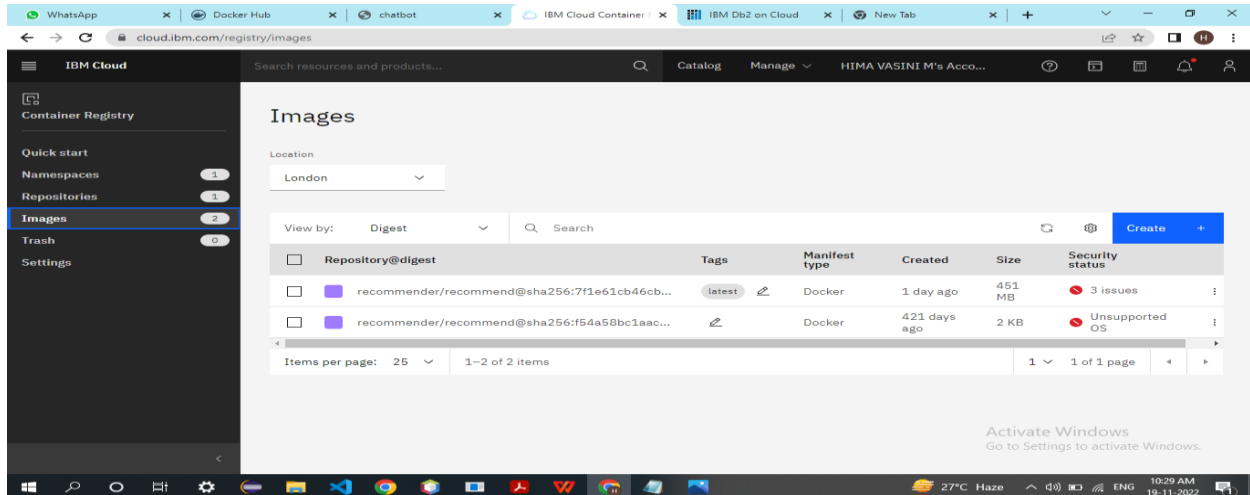 WhatsApp
Docker Hub
chatbot
IBM Cloud Container
IBM Db2 on Cloud
New Tab
cloud.ibm.com/registry/images
H
IBM Cloud
Search resources and products...
Catalog
Manage
HIMA VASINI M's Acco...
Container Registry
Quick start
Namespaces 1
Repositories 1
Images 2
Trash 0
Settings
Images
Location
London
View by: Digest
Search
Create +
Repository@digest Tags Manifest type Created Size Security status
recommender/recommend@sha256:7f1e61cb46cb... latest Docker 1 day ago 451 MB 3 issues
recommender/recommend@sha256:f54a58bc1aac... Docker 421 days ago 2 KB Unsupported OS
Items per page: 25 1–2 of 2 items 1 1 of 1 page
Activate Windows
Go to Settings to activate Windows.
27°C Haze ENG 10:29 AM
19-11-2022